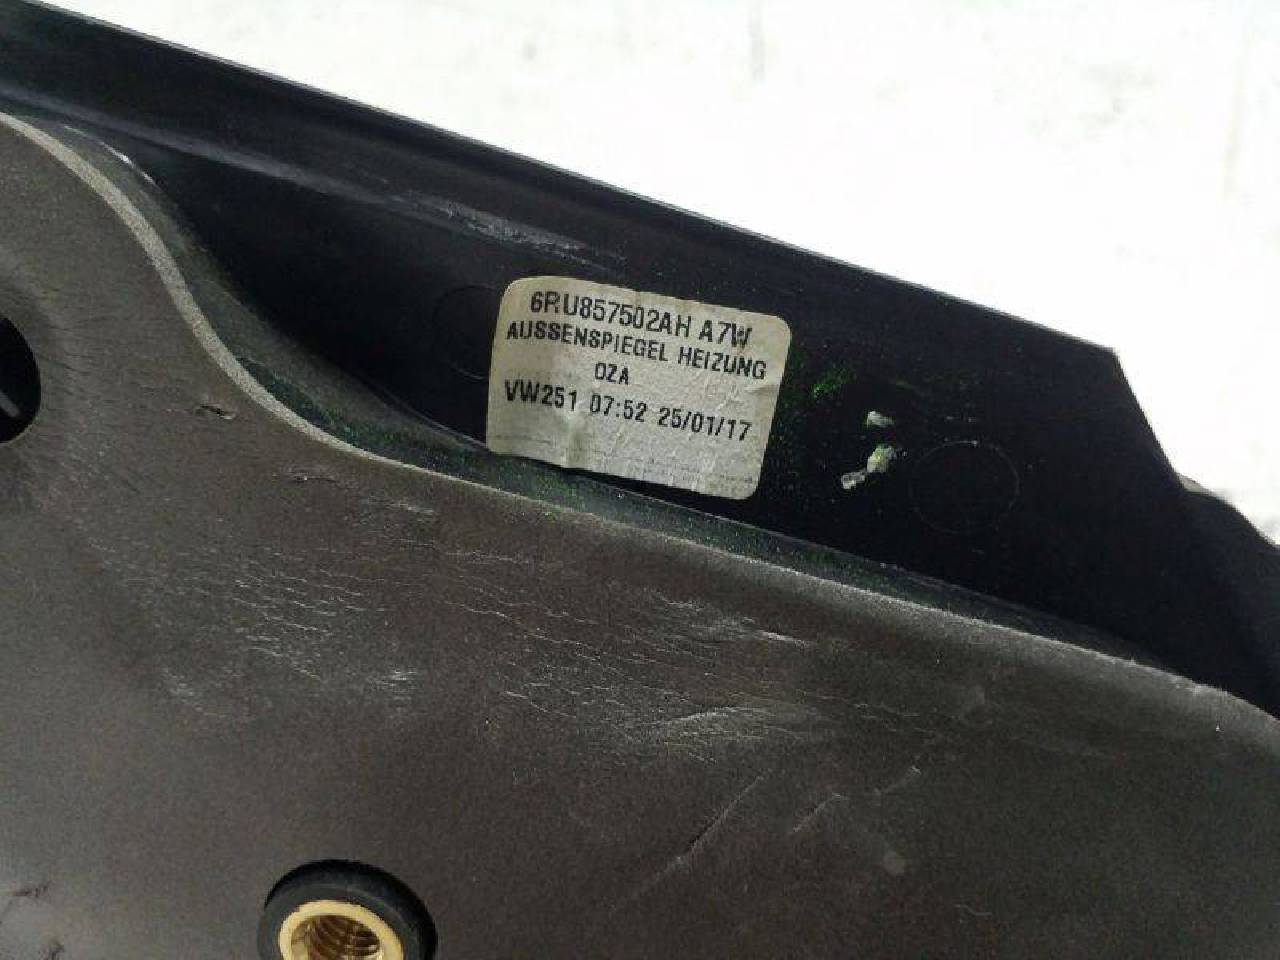 6RU857502AH A7W
AUSSENSPIEGEL HEIZUNG
OZA
VW251 07:52 25/01/17